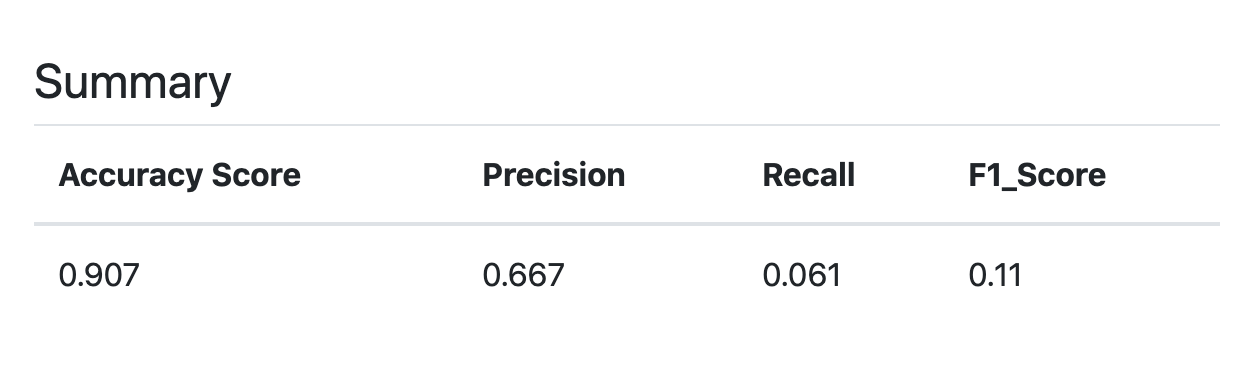 Summary
Accuracy Score Precision Recall F1_Score
0.907 0.667 0.061 0.11